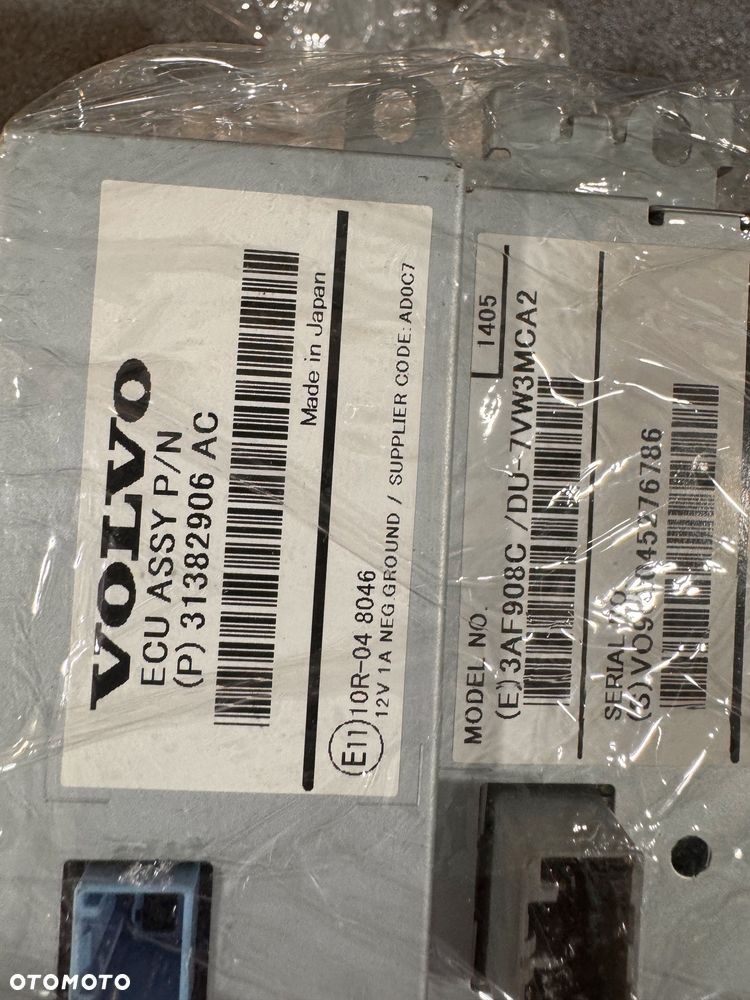 VOLVO
ECU ASSY P/N
(P) 31382906 AC
Made in Japan
E11 10R-04 8046
12V 1A NEG.GROUND / SUPPLIER CODE: AD0C7
1405
MODEL NO.
(E) 3AF908C /DU-7VW3MCA2
SERIAL NO
OTOMOTO